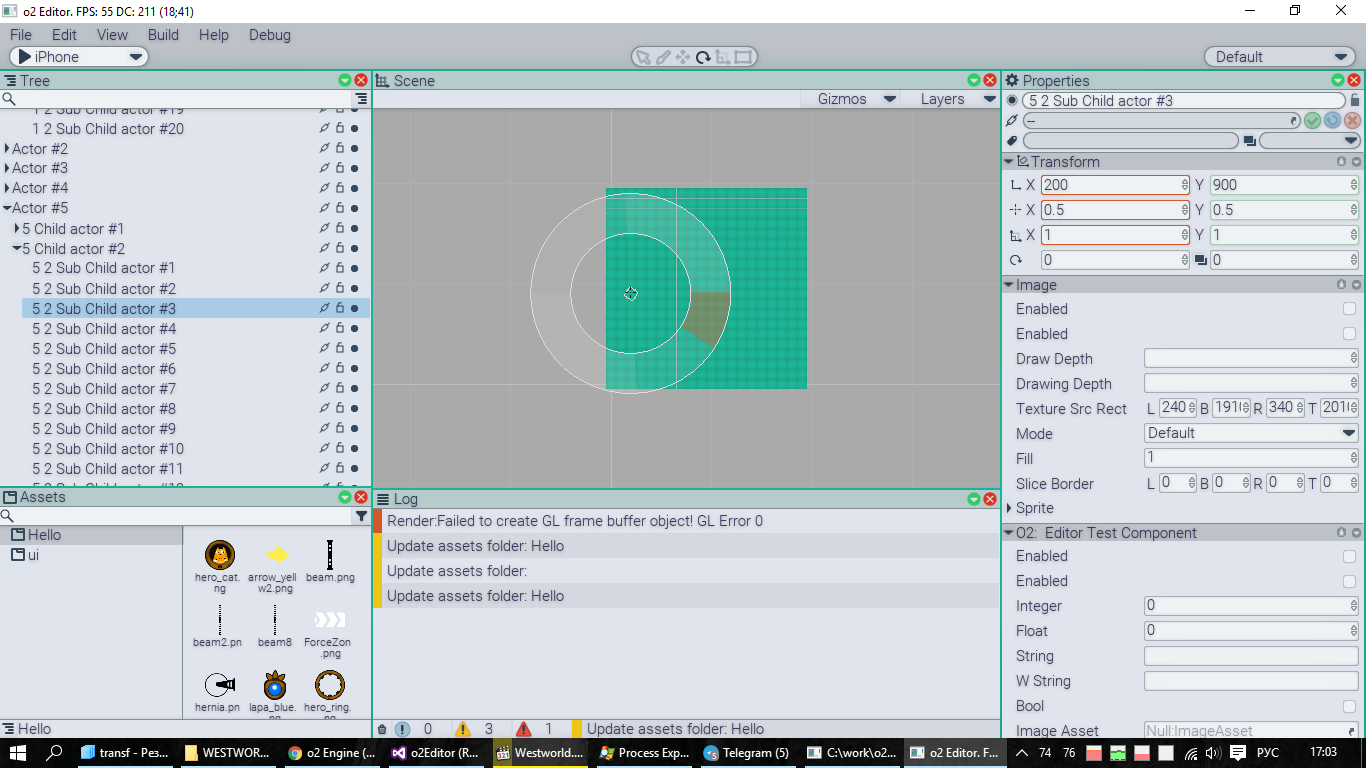 o2 Editor. FPS: 55 DC: 211 (18;41)
File Edit View Build Help Debug
iPhone
Default
Tree
1 2 Sub Child actor #19
1 2 Sub Child actor #20
Actor #2
Actor #3
Actor #4
Actor #5
5 Child actor #1
5 Child actor #2
5 2 Sub Child actor #1
5 2 Sub Child actor #2
5 2 Sub Child actor #3
5 2 Sub Child actor #4
5 2 Sub Child actor #5
5 2 Sub Child actor #6
5 2 Sub Child actor #7
5 2 Sub Child actor #8
5 2 Sub Child actor #9
5 2 Sub Child actor #10
5 2 Sub Child actor #11
Assets
Hello
ui
hero_cat.
ng
arrow_yell
w2.png
beam.png
beam2.pn
beam8
ForceZon
.png
hernia.pn
lapa_blue.
hero_ring.
Hello
Scene
Gizmos Layers
Log
Render:Failed to create GL frame buffer object! GL Error 0
Update assets folder: Hello
Update assets folder:
Update assets folder: Hello
0 3 1 Update assets folder: Hello
Properties
5 2 Sub Child actor #3
--
Transform
X 200 Y 900
X 0.5 Y 0.5
X 1 Y 1
0 0
Image
Enabled
Enabled
Draw Depth
Drawing Depth
Texture Src Rect L 240 B 191 R 340 T 201
Mode Default
Fill 1
Slice Border L 0 B 0 R 0 T 0
Sprite
O2: Editor Test Component
Enabled
Enabled
Integer 0
Float 0
String
W String
Bool
Image Asset Null:ImageAsset
transf - Рез... WESTWOR... o2 Engine (... o2Editor (R... Westworld.... Process Exp... Telegram (5) C:\work\o2... o2 Editor. F... 74 76 РУС 17:03